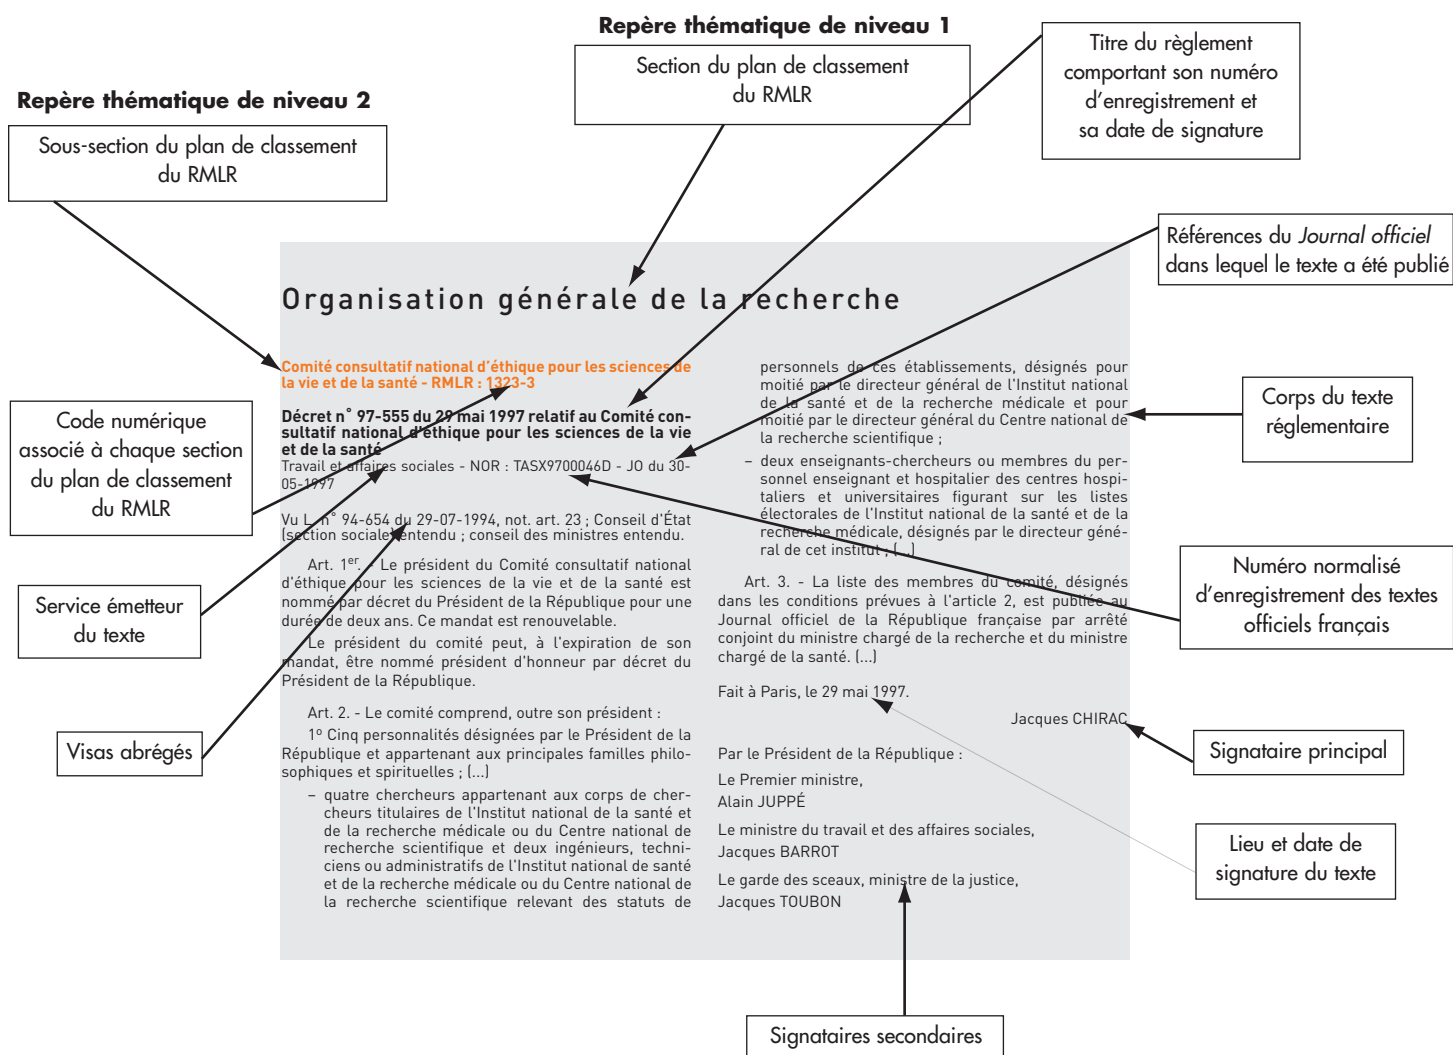 Repère thématique de niveau 1
Section du plan de classement
du RMLR
Titre du règlement
comportant son numéro
d'enregistrement et
sa date de signature
Repère thématique de niveau 2
Sous-section du plan de classement
du RMLR
Références du Journal officiel
dans lequel le texte a été publié
Organisation générale de la recherche
Comité consultatif national d'éthique pour les sciences de
la vie et de la santé - RMLR : 1323-3
Décret n° 97-555 du 29 mai 1997 relatif au Comité con-
sultatif national d'éthique pour les sciences de la vie
et de la santé
Travail et affaires sociales - NOR : TASX9700046D - JO du 30-
05-1997
Vu L. n° 94-654 du 29-07-1994, not. art. 23 ; Conseil d'État
(section sociale) entendu ; conseil des ministres entendu.
Art. 1er. - Le président du Comité consultatif national
d'éthique pour les sciences de la vie et de la santé est
nommé par décret du Président de la République pour une
durée de deux ans. Ce mandat est renouvelable.
Le président du comité peut, à l'expiration de son
mandat, être nommé président d'honneur par décret du
Président de la République.
Art. 2. - Le comité comprend, outre son président :
1º Cinq personnalités désignées par le Président de la
République et appartenant aux principales familles philo-
sophiques et spirituelles ; (...)
– quatre chercheurs appartenant aux corps de cher-
cheurs titulaires de l'Institut national de la santé et
de la recherche médicale ou du Centre national de
recherche scientifique et deux ingénieurs, techni-
ciens ou administratifs de l'Institut national de santé
et de la recherche médicale ou du Centre national de
la recherche scientifique relevant des statuts de
personnels de ces établissements, désignés pour
moitié par le directeur général de l'Institut national
de la santé et de la recherche médicale et pour
moitié par le directeur général du Centre national de
la recherche scientifique ;
– deux enseignants-chercheurs ou membres du per-
sonnel enseignant et hospitalier des centres hospi-
taliers et universitaires figurant sur les listes
électorales de l'Institut national de la santé et de la
recherche médicale, désignés par le directeur géné-
ral de cet institut ; (...)
Art. 3. - La liste des membres du comité, désignés
dans les conditions prévues à l'article 2, est publiée au
Journal officiel de la République française par arrêté
conjoint du ministre chargé de la recherche et du ministre
chargé de la santé. (...)
Fait à Paris, le 29 mai 1997.
Jacques CHIRAC
Par le Président de la République :
Le Premier ministre,
Alain JUPPÉ
Le ministre du travail et des affaires sociales,
Jacques BARROT
Le garde des sceaux, ministre de la justice,
Jacques TOUBON
Code numérique
associé à chaque section
du plan de classement
du RMLR
Service émetteur
du texte
Visas abrégés
Corps du texte
réglementaire
Numéro normalisé
d'enregistrement des textes
officiels français
Signataire principal
Lieu et date de
signature du texte
Signataires secondaires